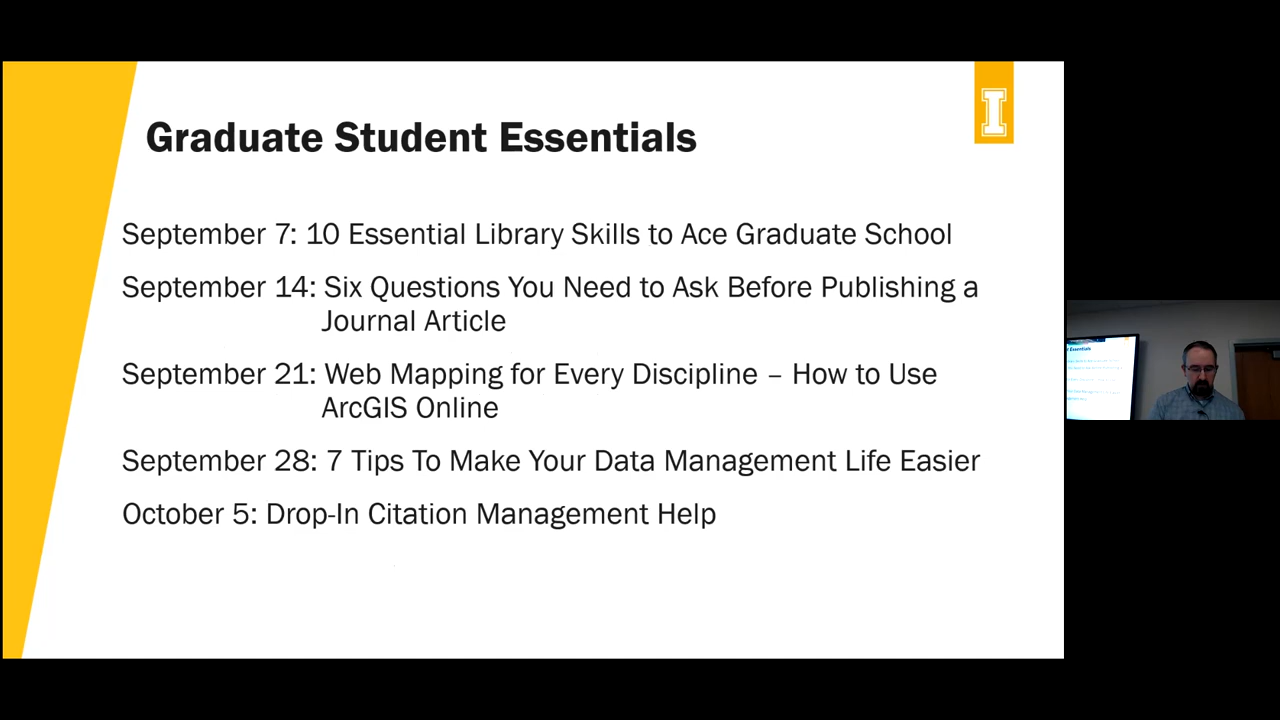 I
Graduate Student Essentials
September 7: 10 Essential Library Skills to Ace Graduate School
September 14: Six Questions You Need to Ask Before Publishing a
Journal Article
September 21: Web Mapping for Every Discipline – How to Use
ArcGIS Online
September 28: 7 Tips To Make Your Data Management Life Easier
October 5: Drop-In Citation Management Help
Essentials